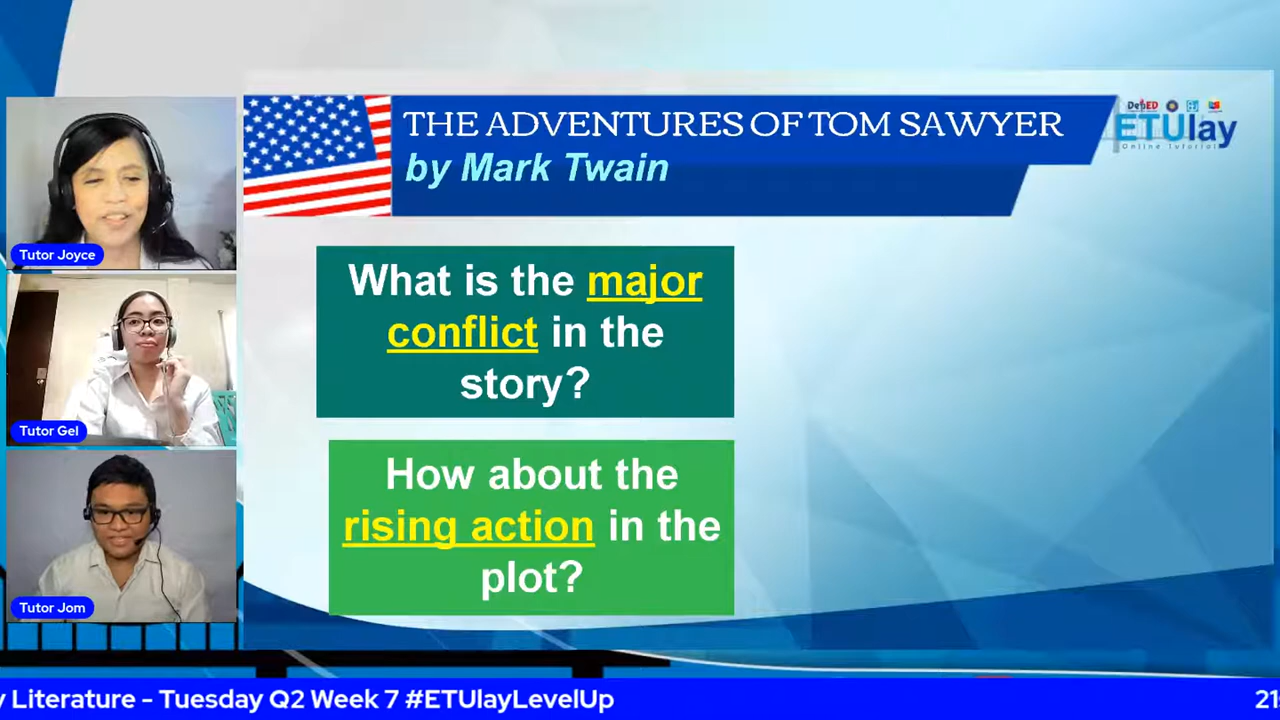 THE ADVENTURES OF TOM SAWYER
by Mark Twain
DepED
ETUlay
Online Tutorial
Tutor Joyce
What is the major
conflict in the
story?
Tutor Gel
How about the
rising action in the
plot?
Tutor Jom
y Literature - Tuesday Q2 Week 7 #ETUlayLevelUp
21